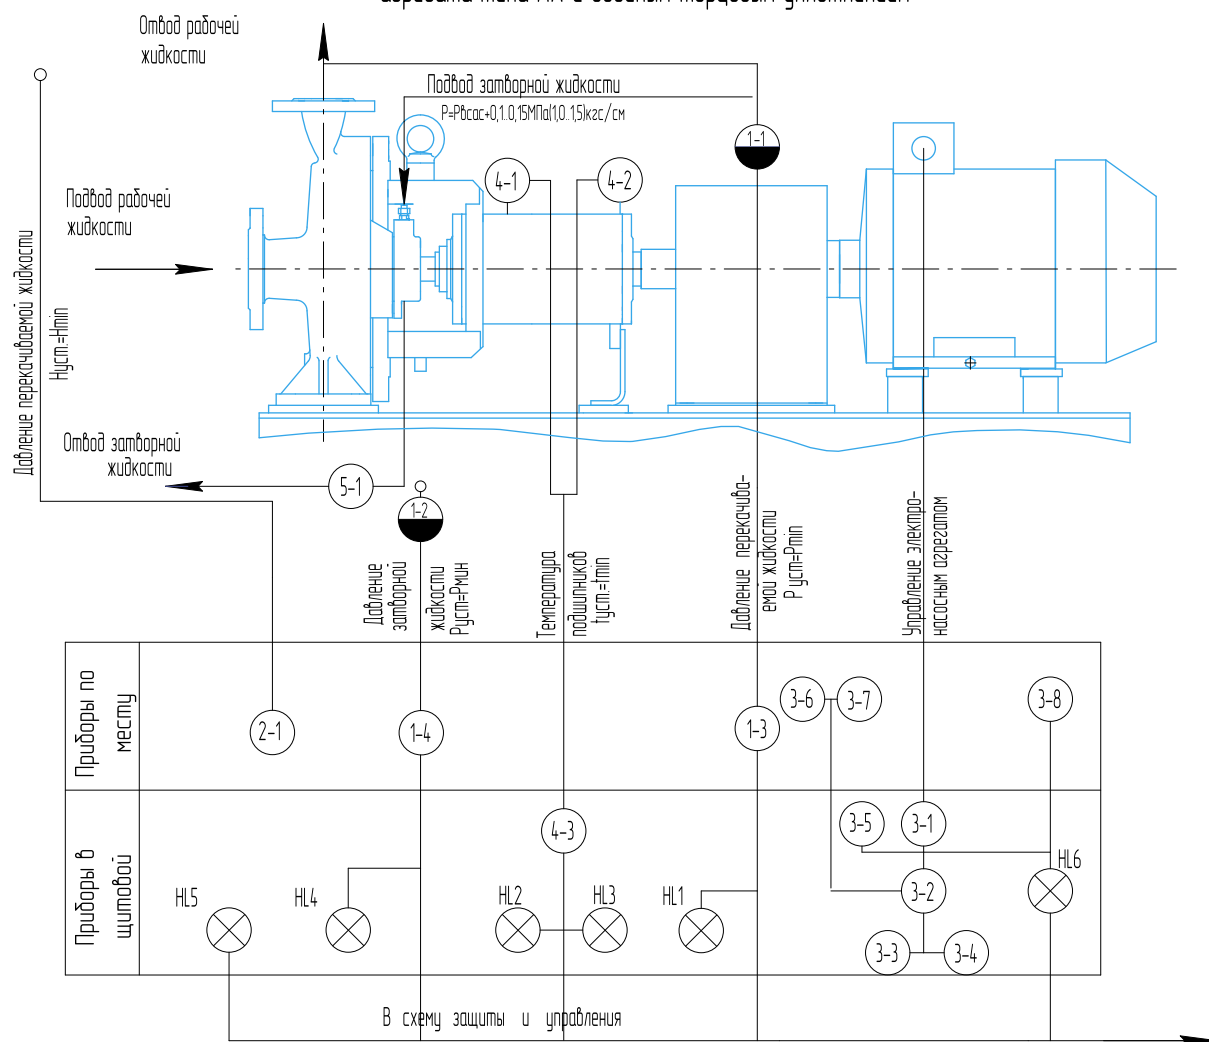 Отвод рабочей
жидкости
Подвод затворной жидкости
Р=Рвсас+0,1..0,15МПа(1,0..1,5)кгс/см
1-1
4-1
4-2
Подвод рабочей
жидкости
Давление перекачиваемой жидкости
Нуст.=Hmin
Отвод затворной
жидкости
5-1
1-2
Давление
затворной
жидкости
Руст=Рмин
Температура
подшипников
tуст.=tmin
Давление перекачива-
емой жидкости
Р уст=Pmin
Управление электро-
насосным агрегатом
Приборы по
месту
2-1
1-4
1-3
3-6
3-7
3-8
Приборы в
щитовой
4-3
3-5
3-1
HL6
HL5
HL4
HL2
HL3
HL1
3-2
3-3
3-4
В схему защиты и управления